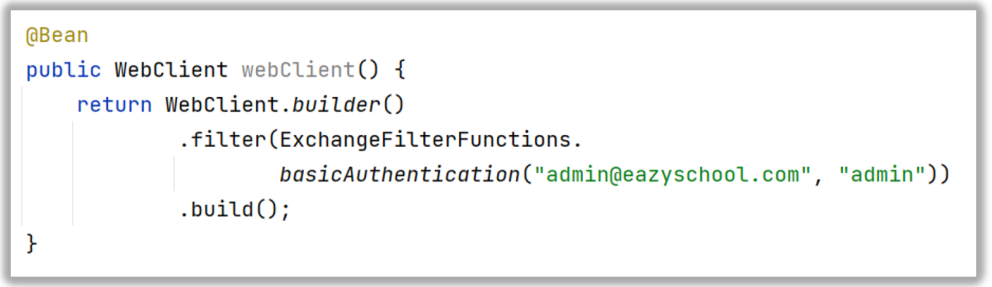 @Bean
public WebClient webClient() {
    return WebClient.builder()
            .filter(ExchangeFilterFunctions.
                    basicAuthentication("admin@eazyschool.com", "admin"))
            .build();
}